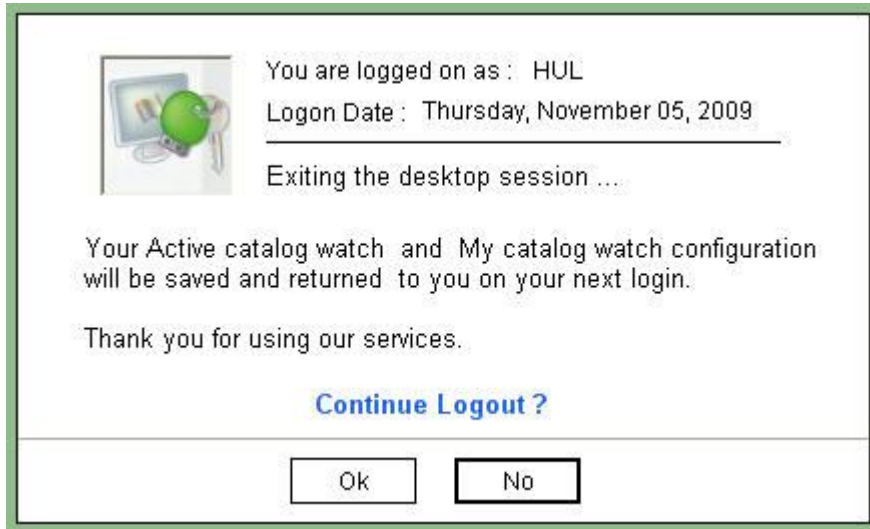 You are logged on as : HUL
Logon Date : Thursday, November 05, 2009
Exiting the desktop session ...
Your Active catalog watch and My catalog watch configuration
will be saved and returned to you on your next login.
Thank you for using our services.
Continue Logout ?
Ok No